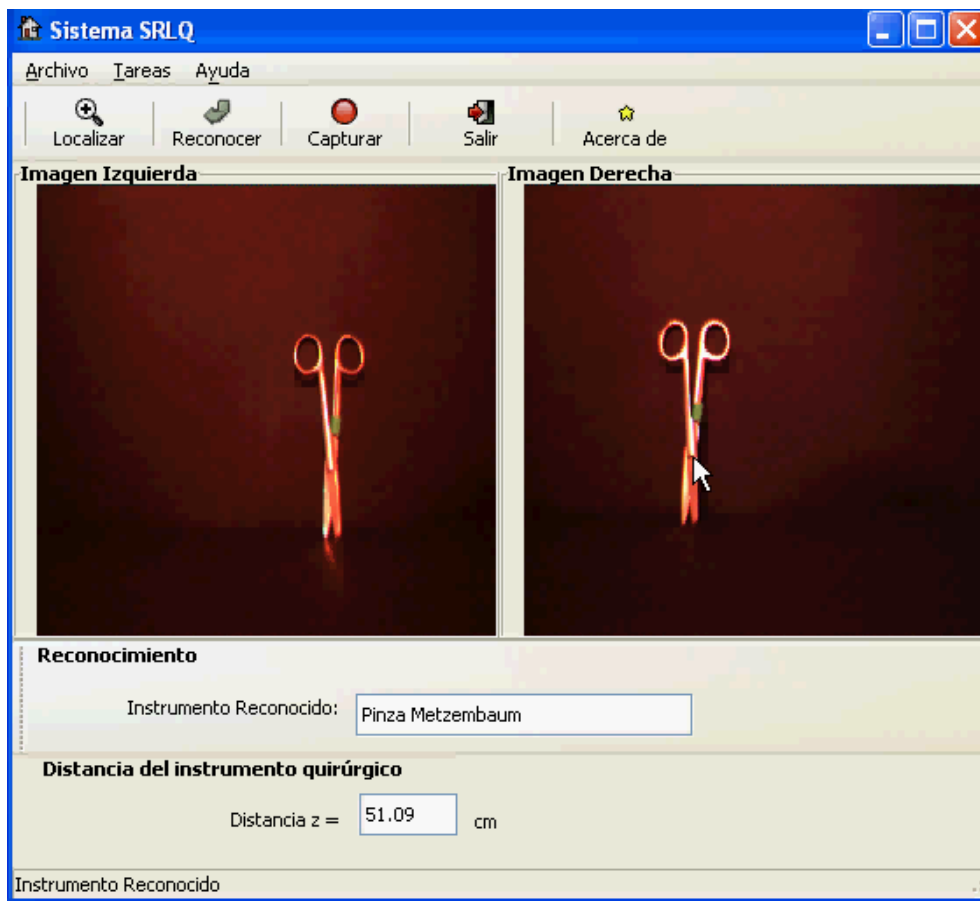 Sistema SRLQ
Archivo Tareas Ayuda
Localizar Reconocer Capturar Salir Acerca de
Imagen Izquierda Imagen Derecha
Reconocimiento
Instrumento Reconocido: Pinza Metzembaum
Distancia del instrumento quirúrgico
Distancia z = 51.09 cm
Instrumento Reconocido